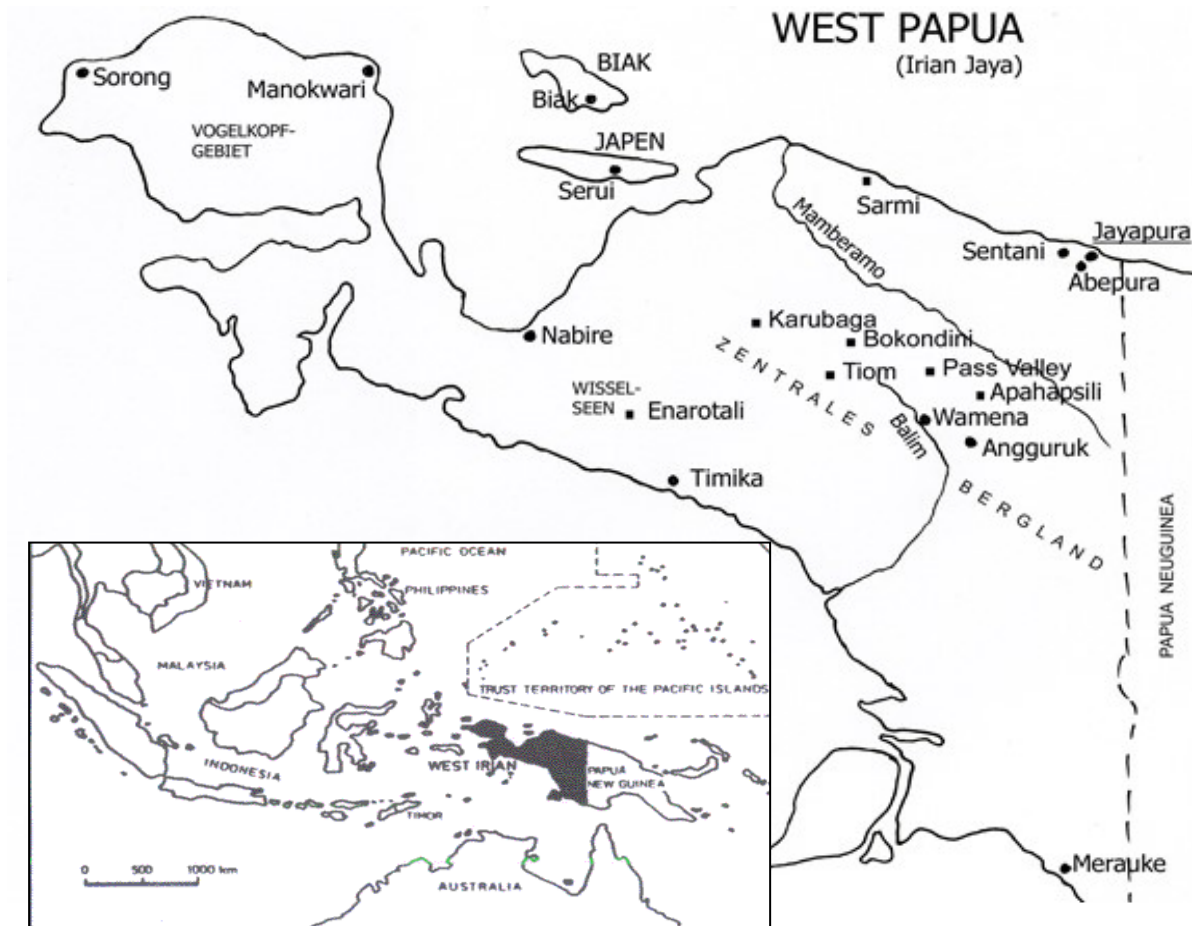 WEST PAPUA
(Irian Jaya)
Sorong
Manokwari
VOGELKOPF-
GEBIET
BIAK
Biak
JAPEN
Serui
Sarmi
Mamberamo
Jayapura
Sentani
Abepura
Karubaga
Nabire
Bokondini
ZENTRALES
Tiom
Pass Valley
Apahapsili
WISSEL-
SEEN
Enarotali
Wamena
Balim
Angguruk
Timika
BERGLAND
PAPUA NEUGUINEA
Merauke
PACIFIC OCEAN
VIETNAM
PHILIPPINES
MALAYSIA
TRUST TERRITORY OF THE PACIFIC ISLANDS
INDONESIA
WEST IRIAN
PAPUA
NEW GUINEA
TIMOR
0 500 1000 km
AUSTRALIA